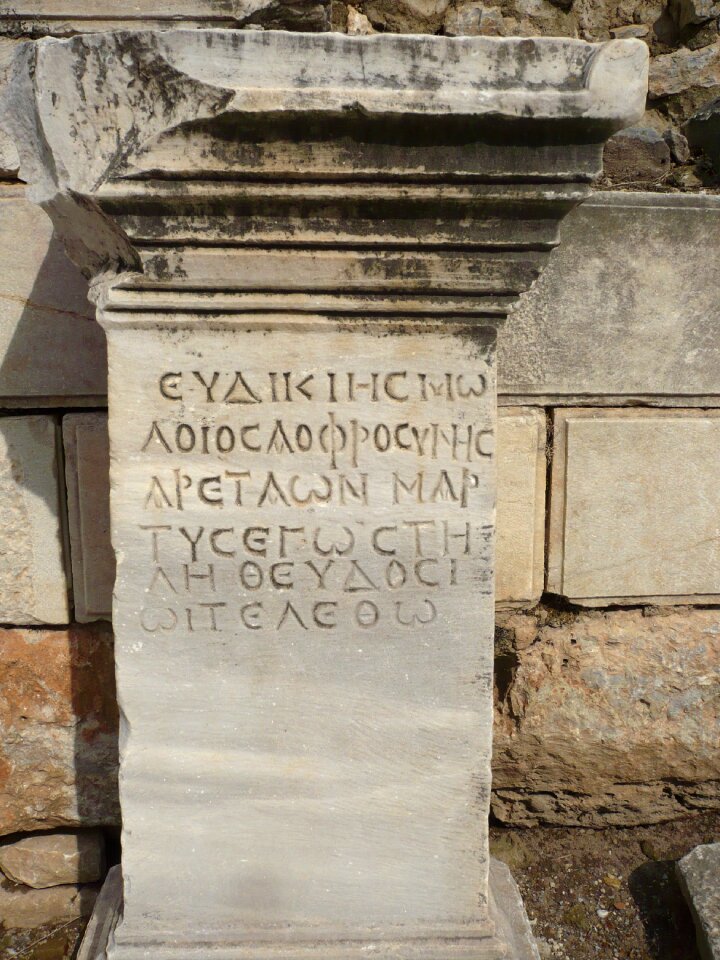 ΕΥΔΙΚΙΗϹ ΜΩ
ΛΟΙΟ ϹΑΟΦΡΟϹΥΝΗϹ
ΑΡΕΤΑΩΝ ΜΑΡ
ΤΥϹ ΕΓΩ ϹΤΗ
ΛΗ ΘΕΥΔΟϹΙ
ΩΙ ΤΕΛΕΘΩ